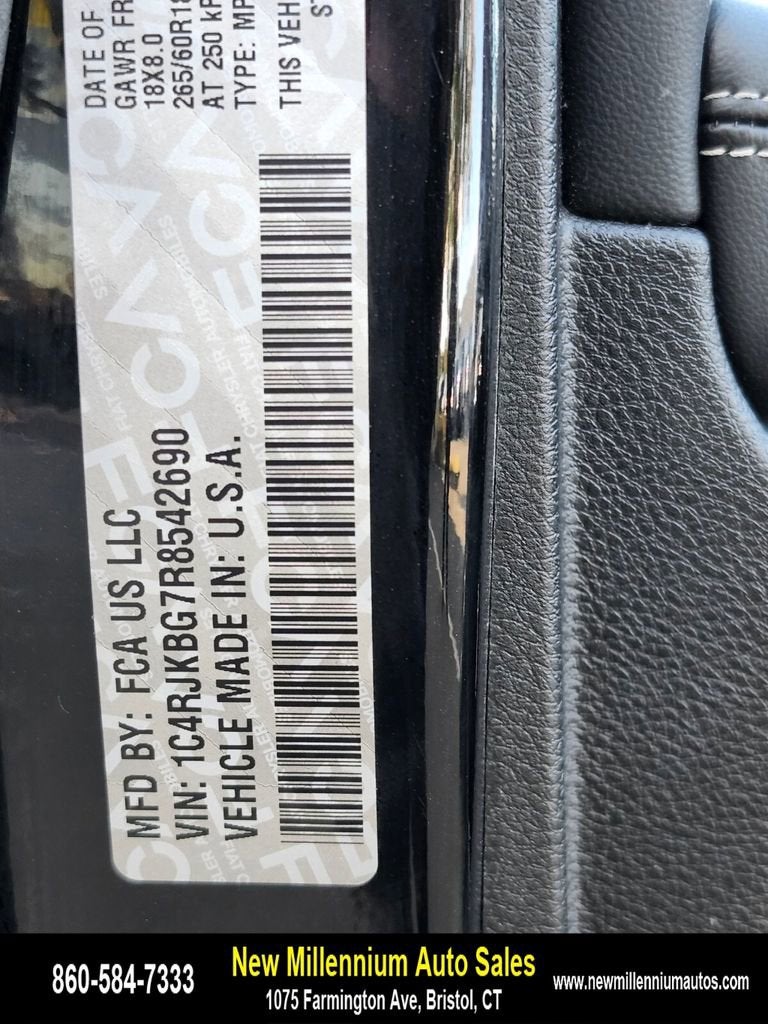 MFD BY: FCA US LLC
VIN: 1C4RJKBG7R8542690
VEHICLE MADE IN: U.S.A.
DATE OF
GAWR FR
18X8.0
265/60R18
AT 250 kP
TYPE: MP
THIS VEH
860-584-7333
New Millennium Auto Sales
1075 Farmington Ave, Bristol, CT
www.newmillenniumautos.com